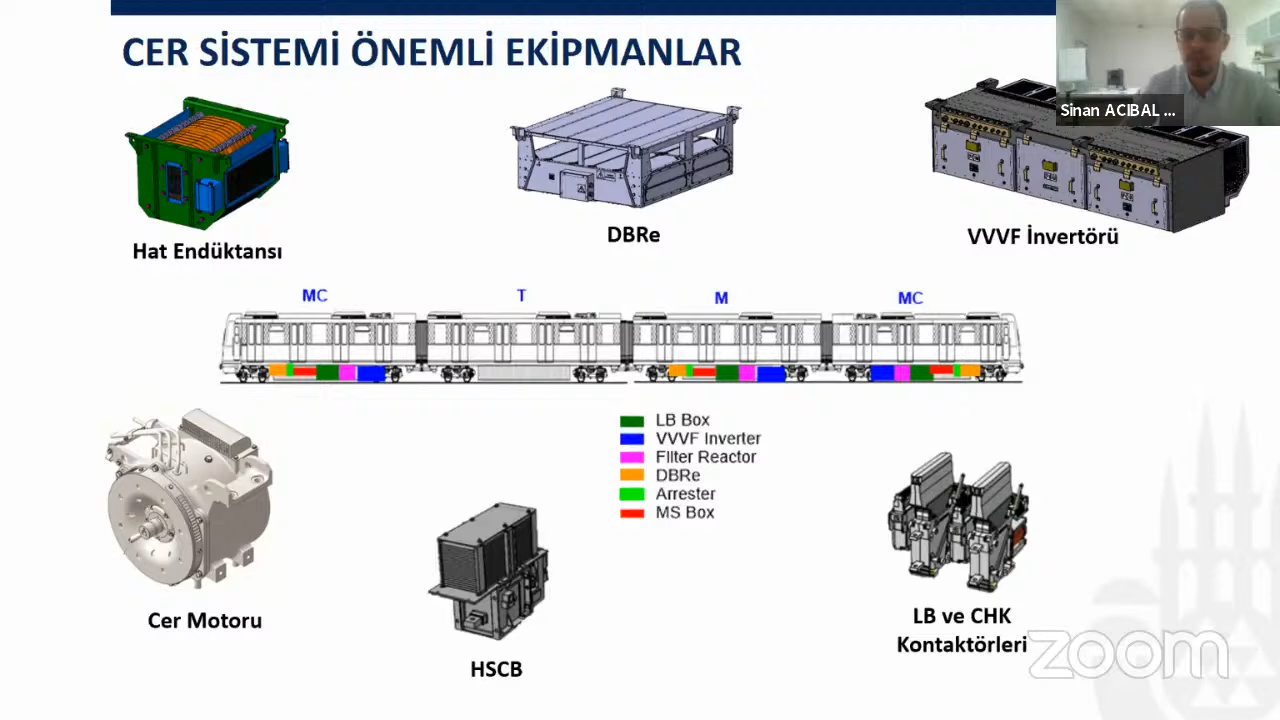 CER SİSTEMİ ÖNEMLİ EKİPMANLAR
Sinan ACIBAL ...
Hat Endüktansı
DBRe
VVVF İnvertörü
MC
T
M
MC
LB Box
VVVF Inverter
Filter Reactor
DBRe
Arrester
MS Box
Cer Motoru
HSCB
LB ve CHK
Kontaktörleri
zoom